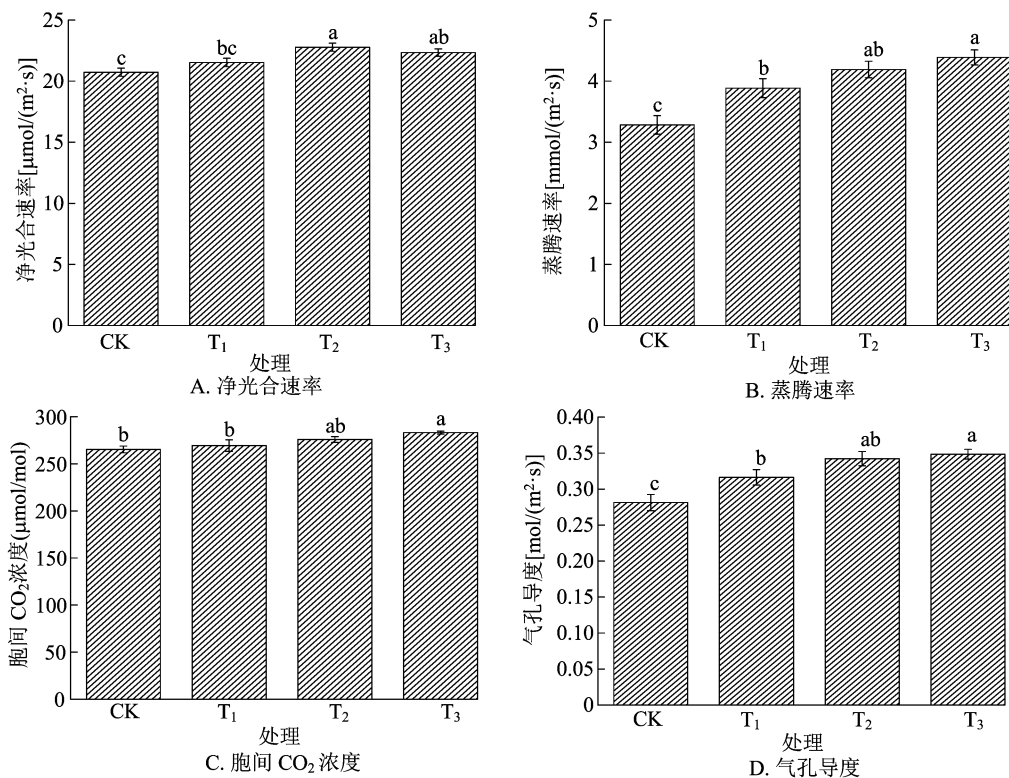 25
20
15
10
5
0
净光合速率[μmol/(m²·s)]
c
bc
a
ab
CK
T₁
T₂
T₃
处理
A. 净光合速率
5
4
3
2
1
0
蒸腾速率[mmol/(m²·s)]
c
b
ab
a
CK
T₁
T₂
T₃
处理
B. 蒸腾速率
300
250
200
150
100
50
0
胞间 CO₂浓度(μmol/mol)
b
b
ab
a
CK
T₁
T₂
T₃
处理
C. 胞间 CO₂ 浓度
0.40
0.35
0.30
0.25
0.20
0.15
0.10
0.05
0
气孔导度[mol/(m²·s)]
c
b
ab
a
CK
T₁
T₂
T₃
处理
D. 气孔导度